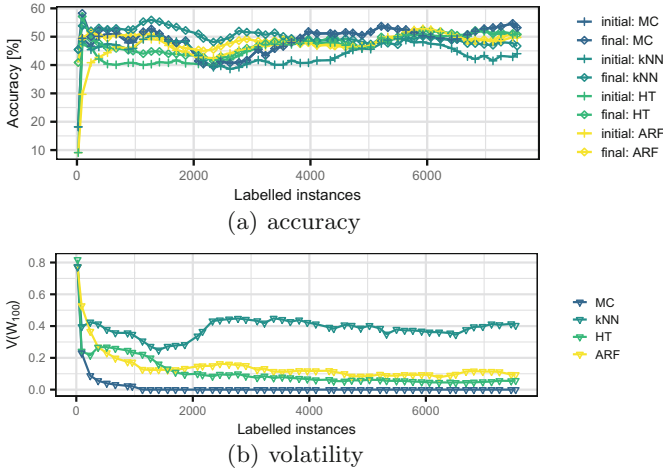 Accuracy [%]
60
50
40
30
20
10
0
2000
4000
6000
Labelled instances
initial: MC
final: MC
initial: kNN
final: kNN
initial: HT
final: HT
initial: ARF
final: ARF
(a) accuracy
V(W100)
0.8
0.6
0.4
0.2
0.0
0
2000
4000
6000
Labelled instances
MC
kNN
HT
ARF
(b) volatility